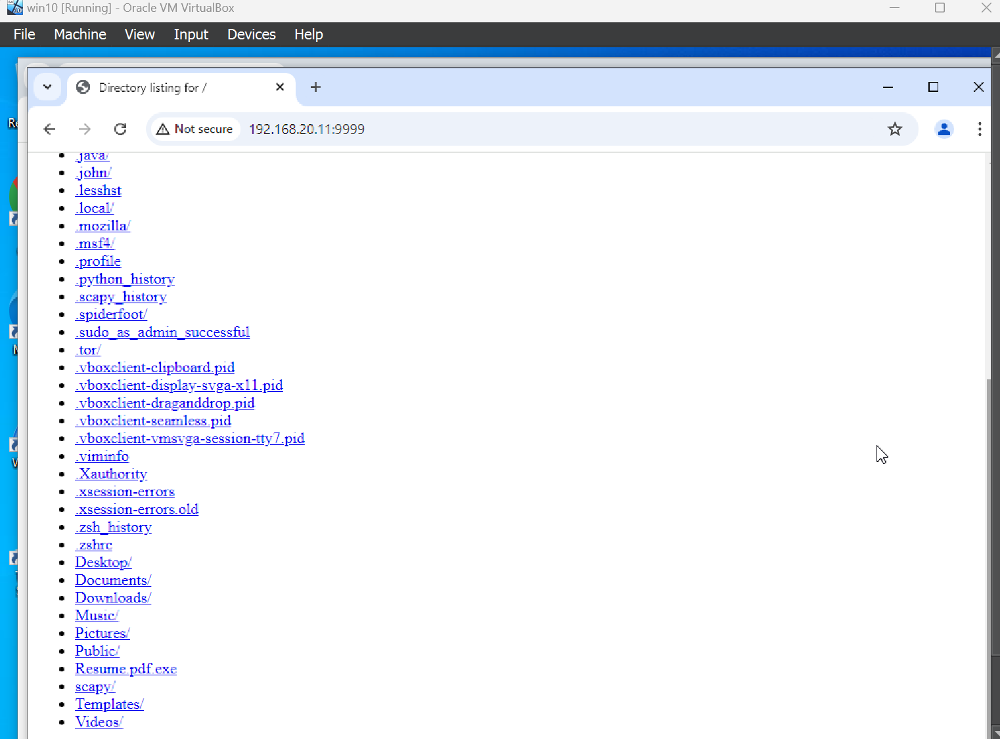 win10 [Running] - Oracle VM VirtualBox
File Machine View Input Devices Help
Directory listing for /
Not secure 192.168.20.11:9999
.java/
.john/
.lesshst
.local/
.mozilla/
.msf4/
.profile
.python_history
.scapy_history
.spiderfoot/
.sudo_as_admin_successful
.tor/
.vboxclient-clipboard.pid
.vboxclient-display-svga-x11.pid
.vboxclient-draganddrop.pid
.vboxclient-seamless.pid
.vboxclient-vmsvga-session-tty7.pid
.viminfo
.Xauthority
.xsession-errors
.xsession-errors.old
.zsh_history
.zshrc
Desktop/
Documents/
Downloads/
Music/
Pictures/
Public/
Resume.pdf.exe
scapy/
Templates/
Videos/